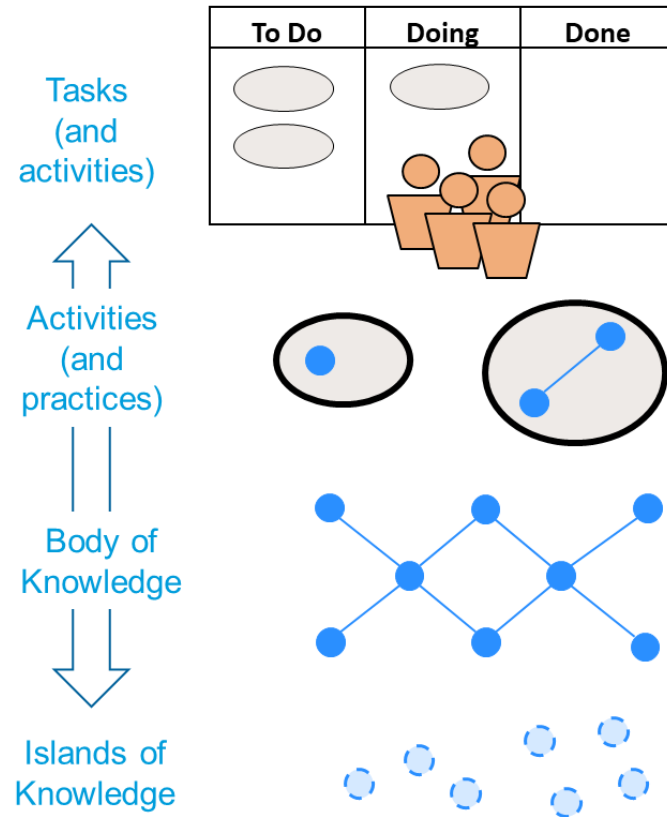 To Do
Doing
Done
Tasks
(and
activities)
Activities
(and
practices)
Body of
Knowledge
Islands of
Knowledge